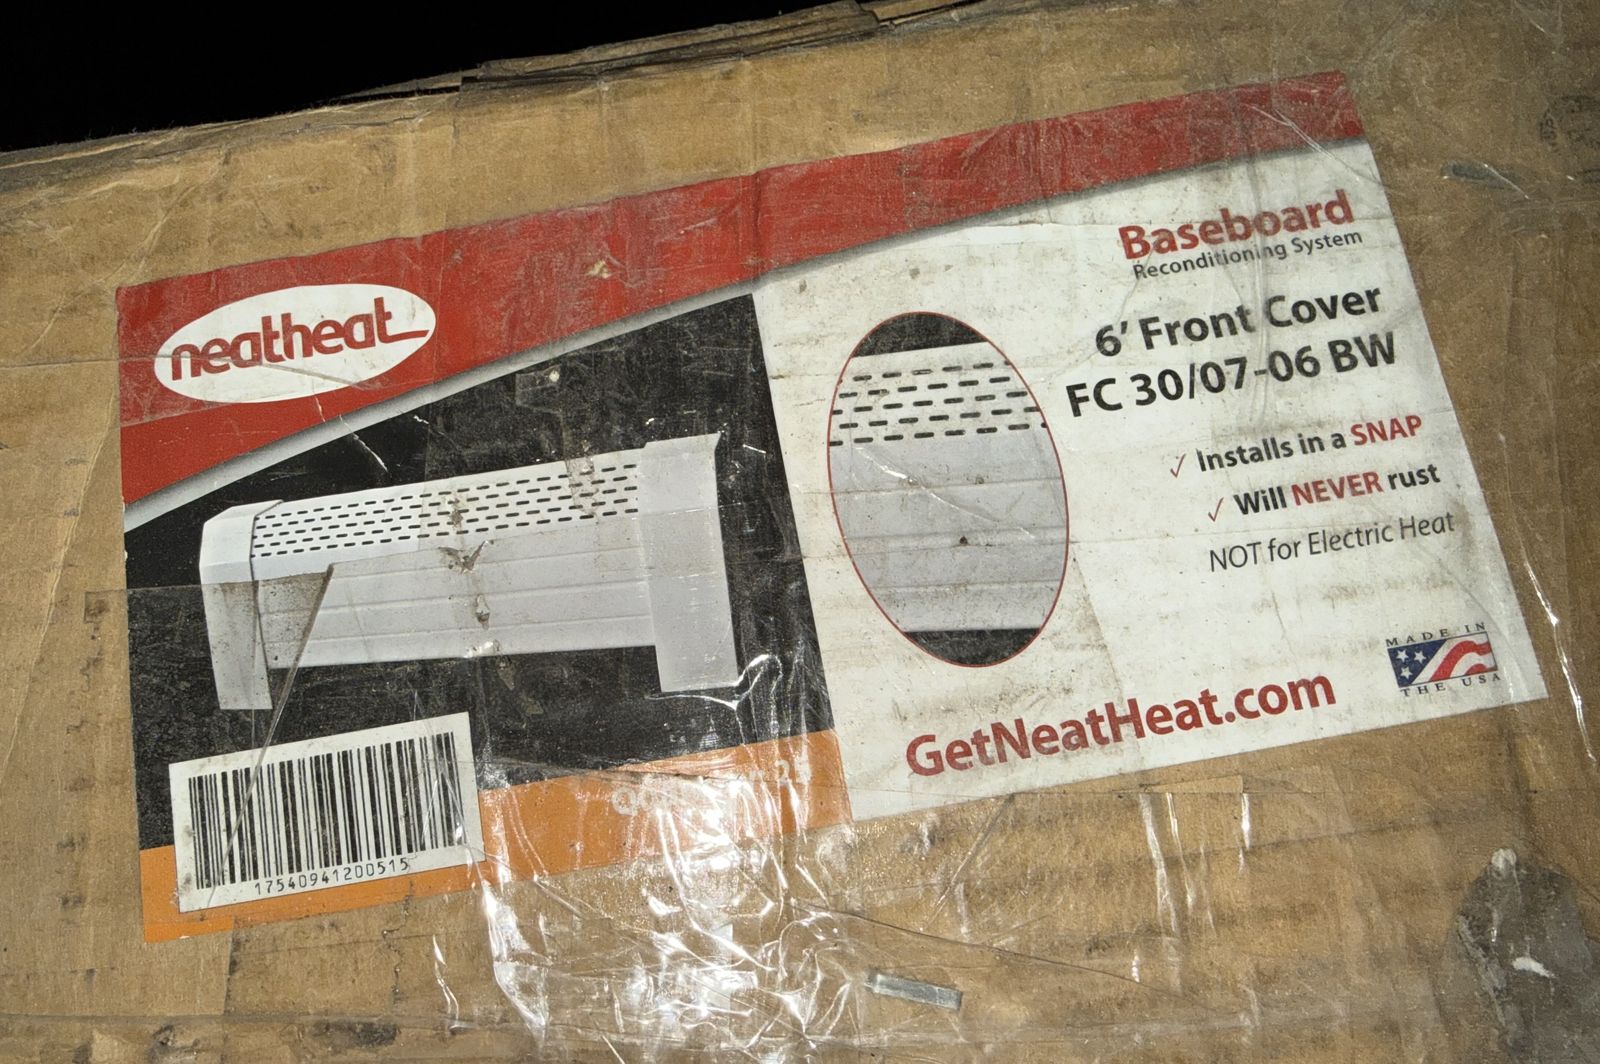 neatheat
Baseboard
Reconditioning System
6' Front Cover
FC 30/07-06 BW
✓ Installs in a SNAP
✓ Will NEVER rust
NOT for Electric Heat
MADE IN
THE USA
GetNeatHeat.com
17540941200515